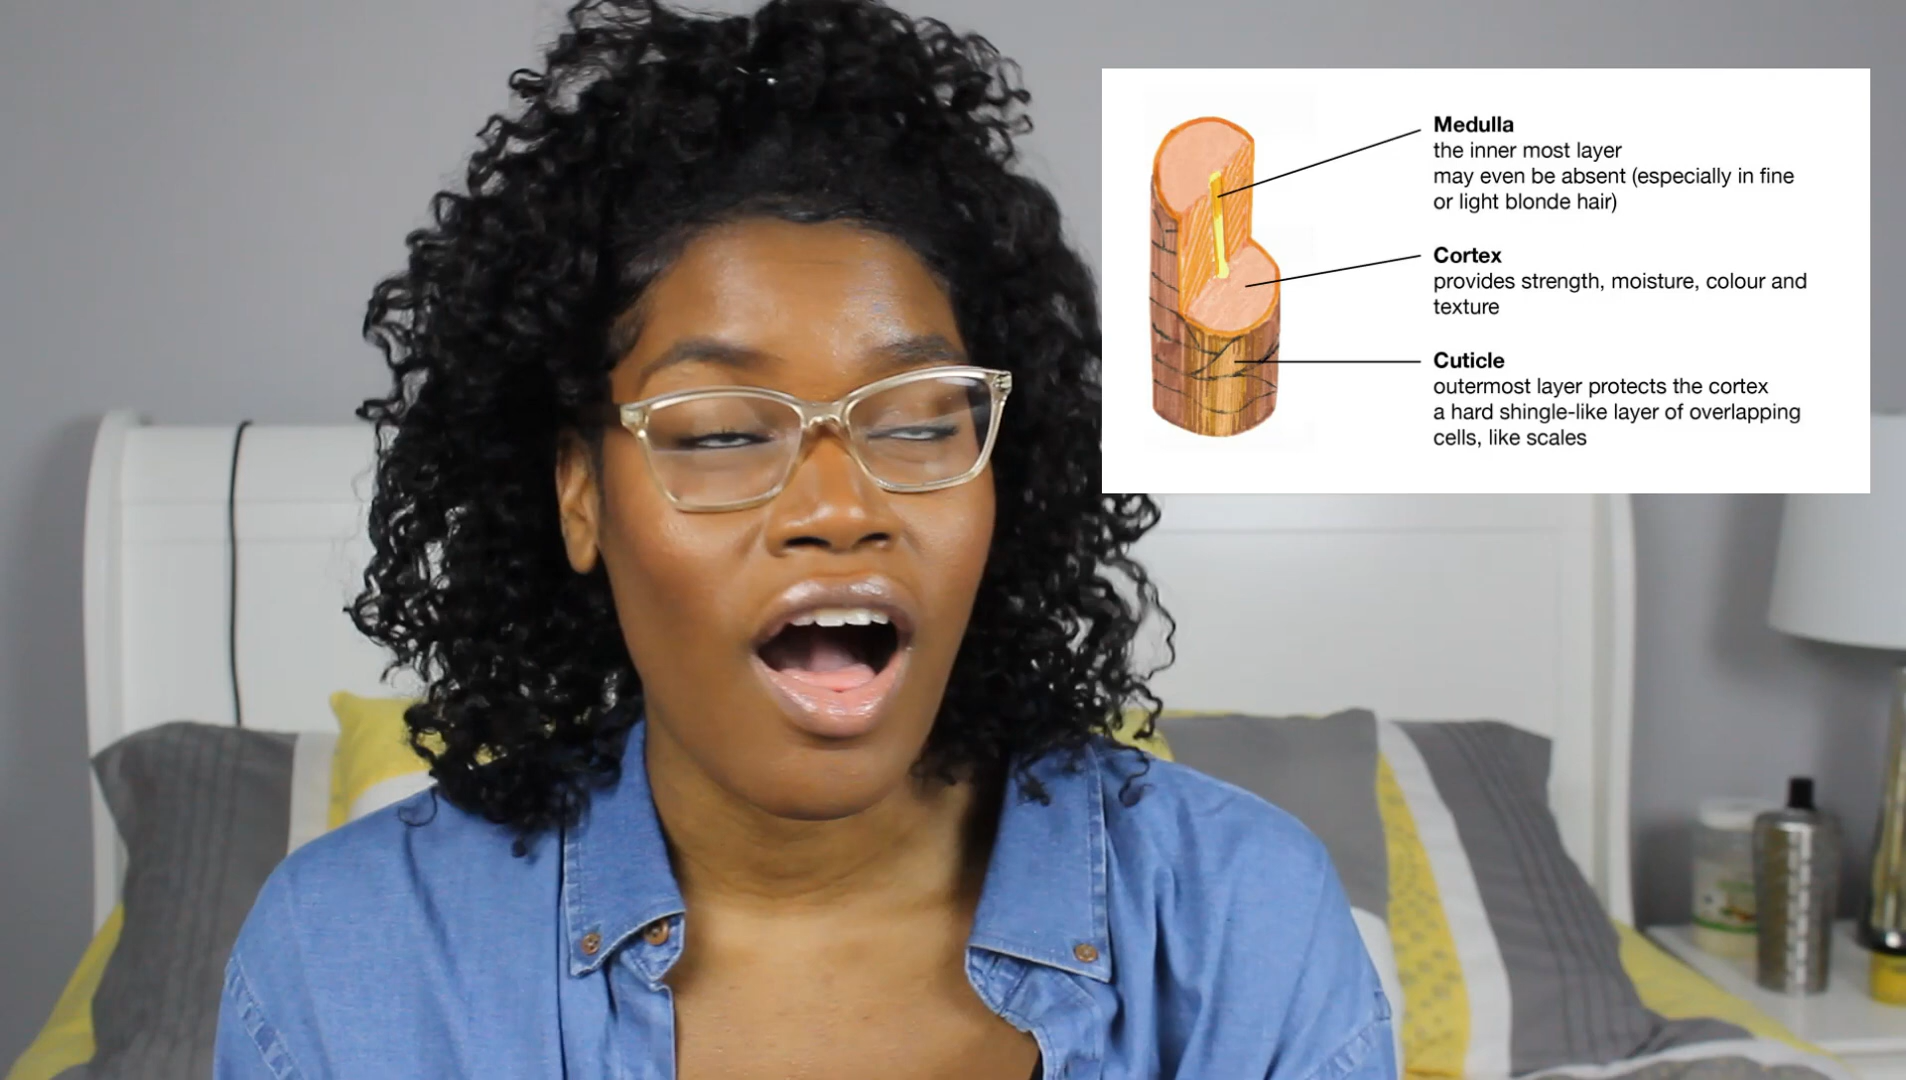 Medulla
the inner most layer
may even be absent (especially in fine
or light blonde hair)
Cortex
provides strength, moisture, colour and
texture
Cuticle
outermost layer protects the cortex
a hard shingle-like layer of overlapping
cells, like scales